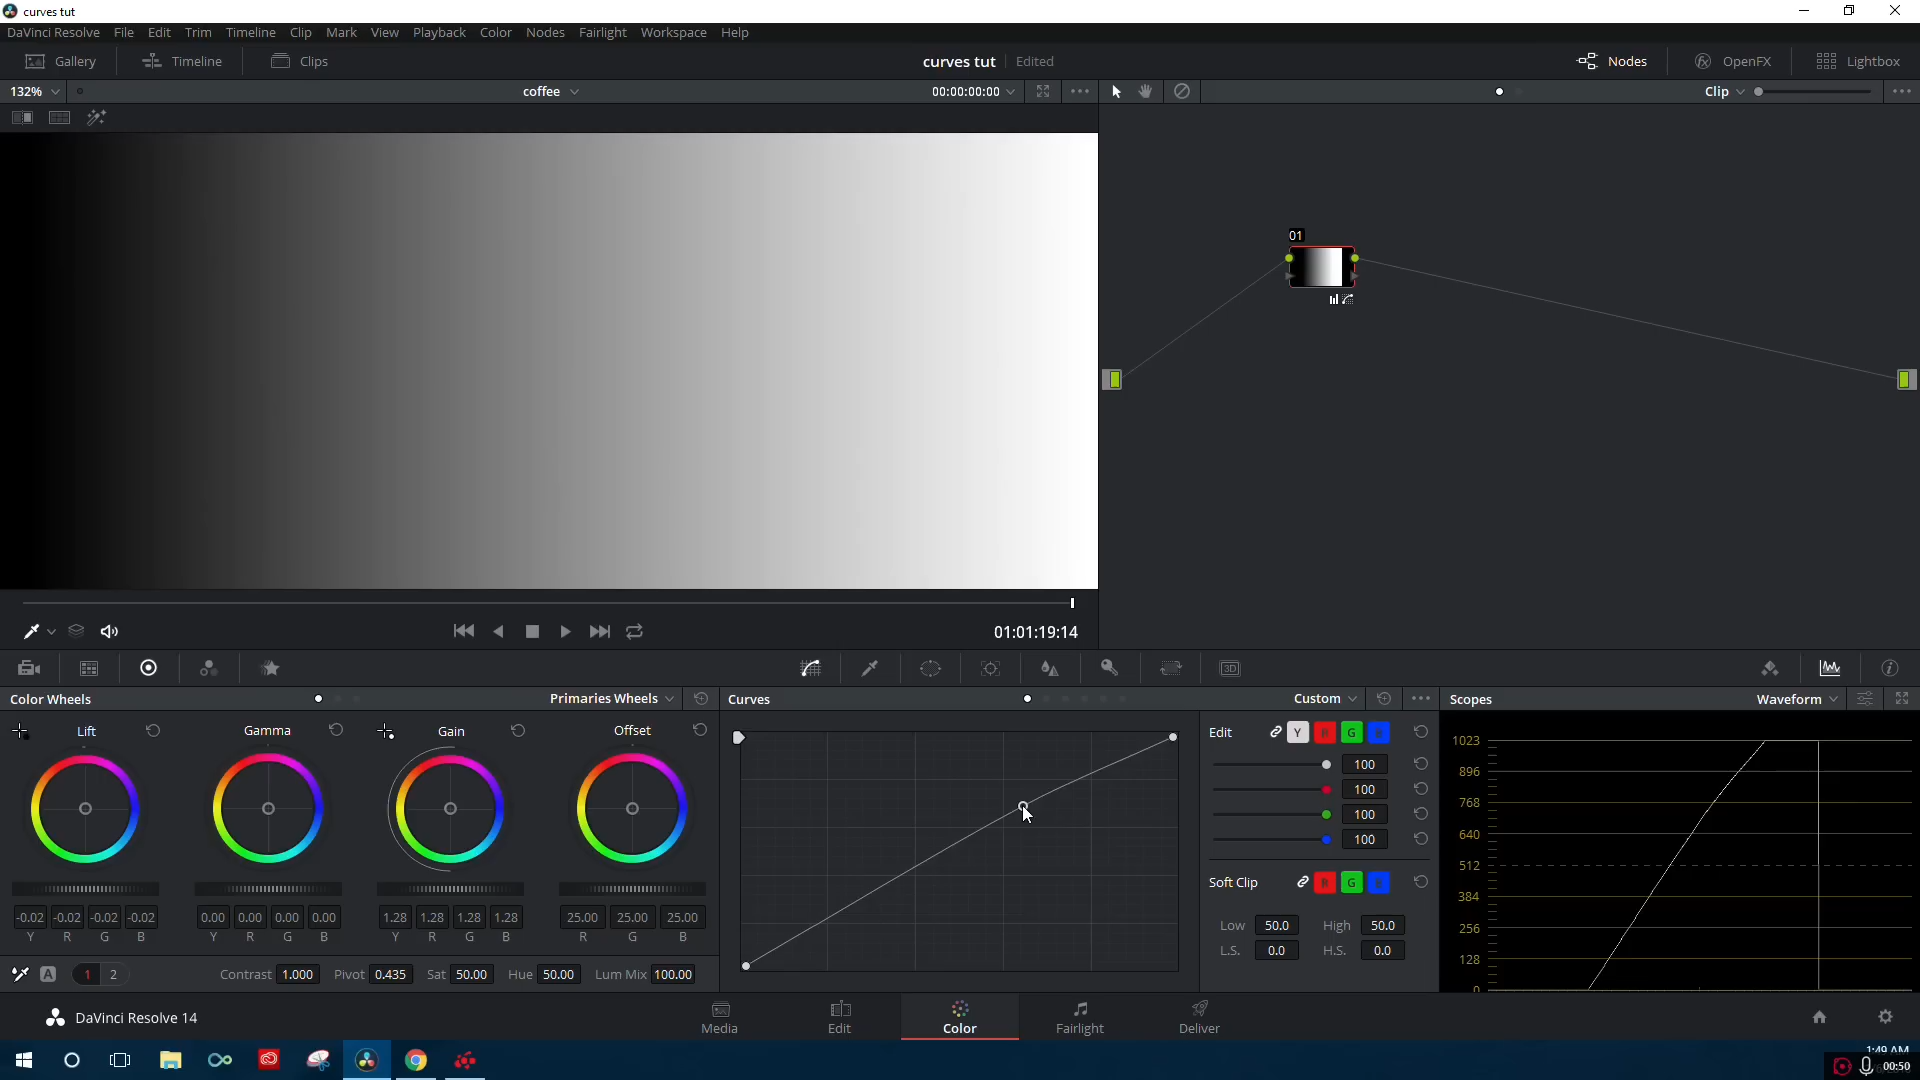 curves tut
DaVinci Resolve File Edit Trim Timeline Clip Mark View Playback Color Nodes Fairlight Workspace Help
Gallery Timeline Clips curves tut Edited Nodes OpenFX Lightbox
132% coffee 00:00:00:00 Clip
01
01:01:19:14
Color Wheels Primaries Wheels Curves Custom Scopes Waveform
Lift Gamma Gain Offset
-0.02 -0.02 -0.02 -0.02 0.00 0.00 0.00 0.00 1.28 1.28 1.28 1.28 25.00 25.00 25.00
Y R G B Y R G B Y R G B R G B
A 1 2 Contrast 1.000 Pivot 0.435 Sat 50.00 Hue 50.00 Lum Mix 100.00
Edit Y R G B
100
100
100
100
Soft Clip R G B
Low 50.0 High 50.0
L.S. 0.0 H.S. 0.0
1023
896
768
640
512
384
256
128
0
DaVinci Resolve 14 Media Edit Color Fairlight Deliver
3D
1:49 AM
00:50